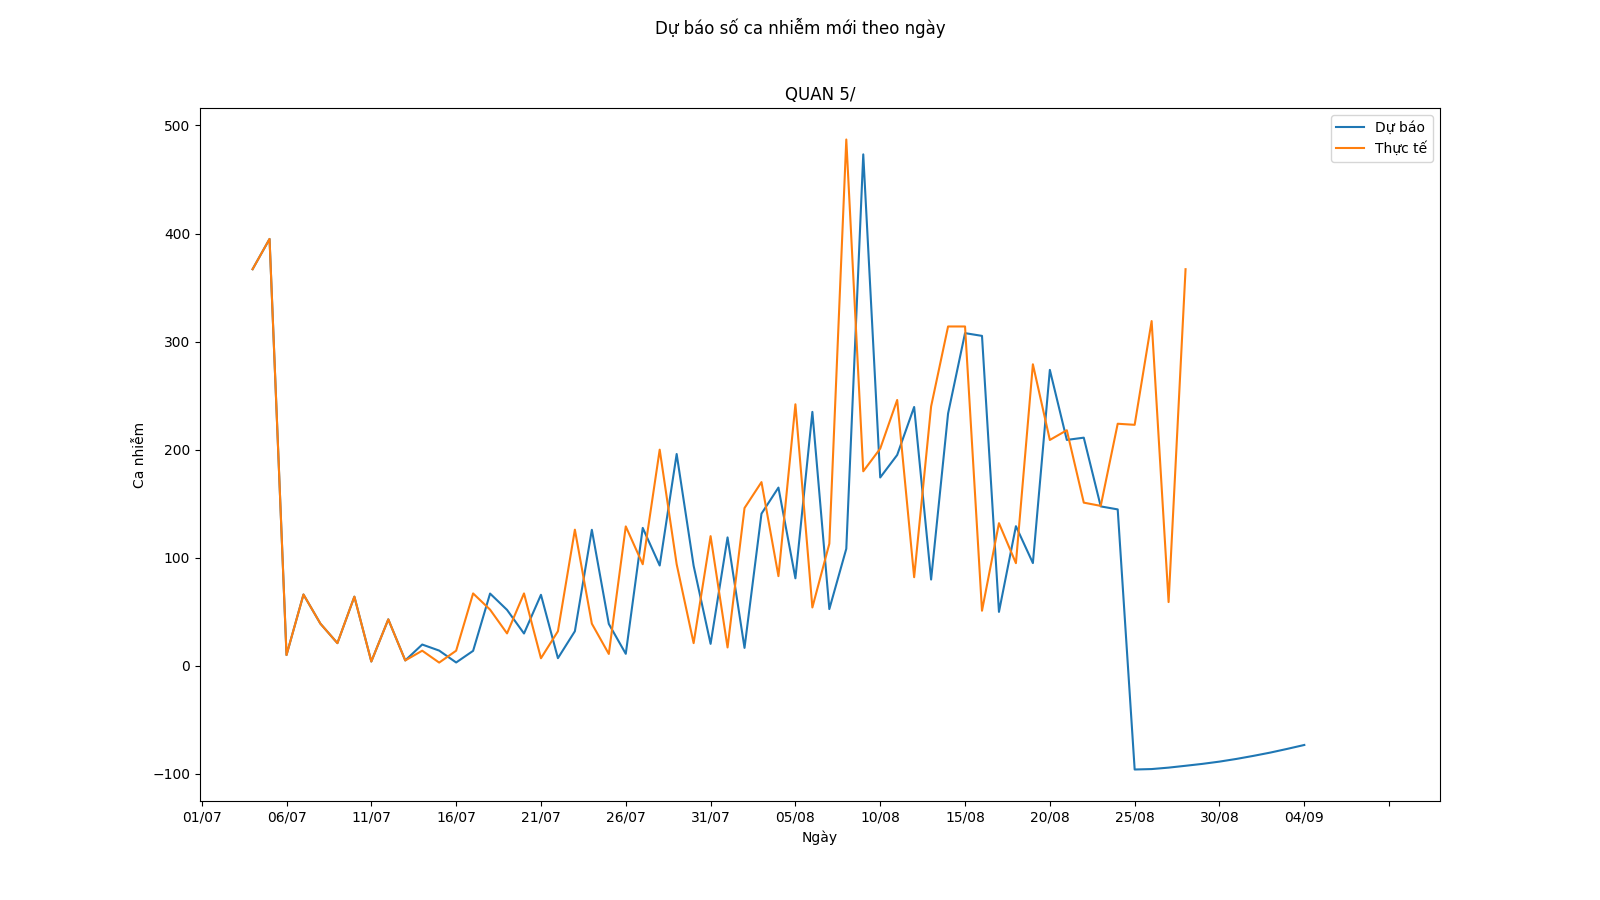 Dự báo số ca nhiễm mới theo ngày
QUAN 5/
Dự báo
Thực tế
500
400
300
200
100
0
−100
Ca nhiễm
01/07 06/07 11/07 16/07 21/07 26/07 31/07 05/08 10/08 15/08 20/08 25/08 30/08 04/09
Ngày